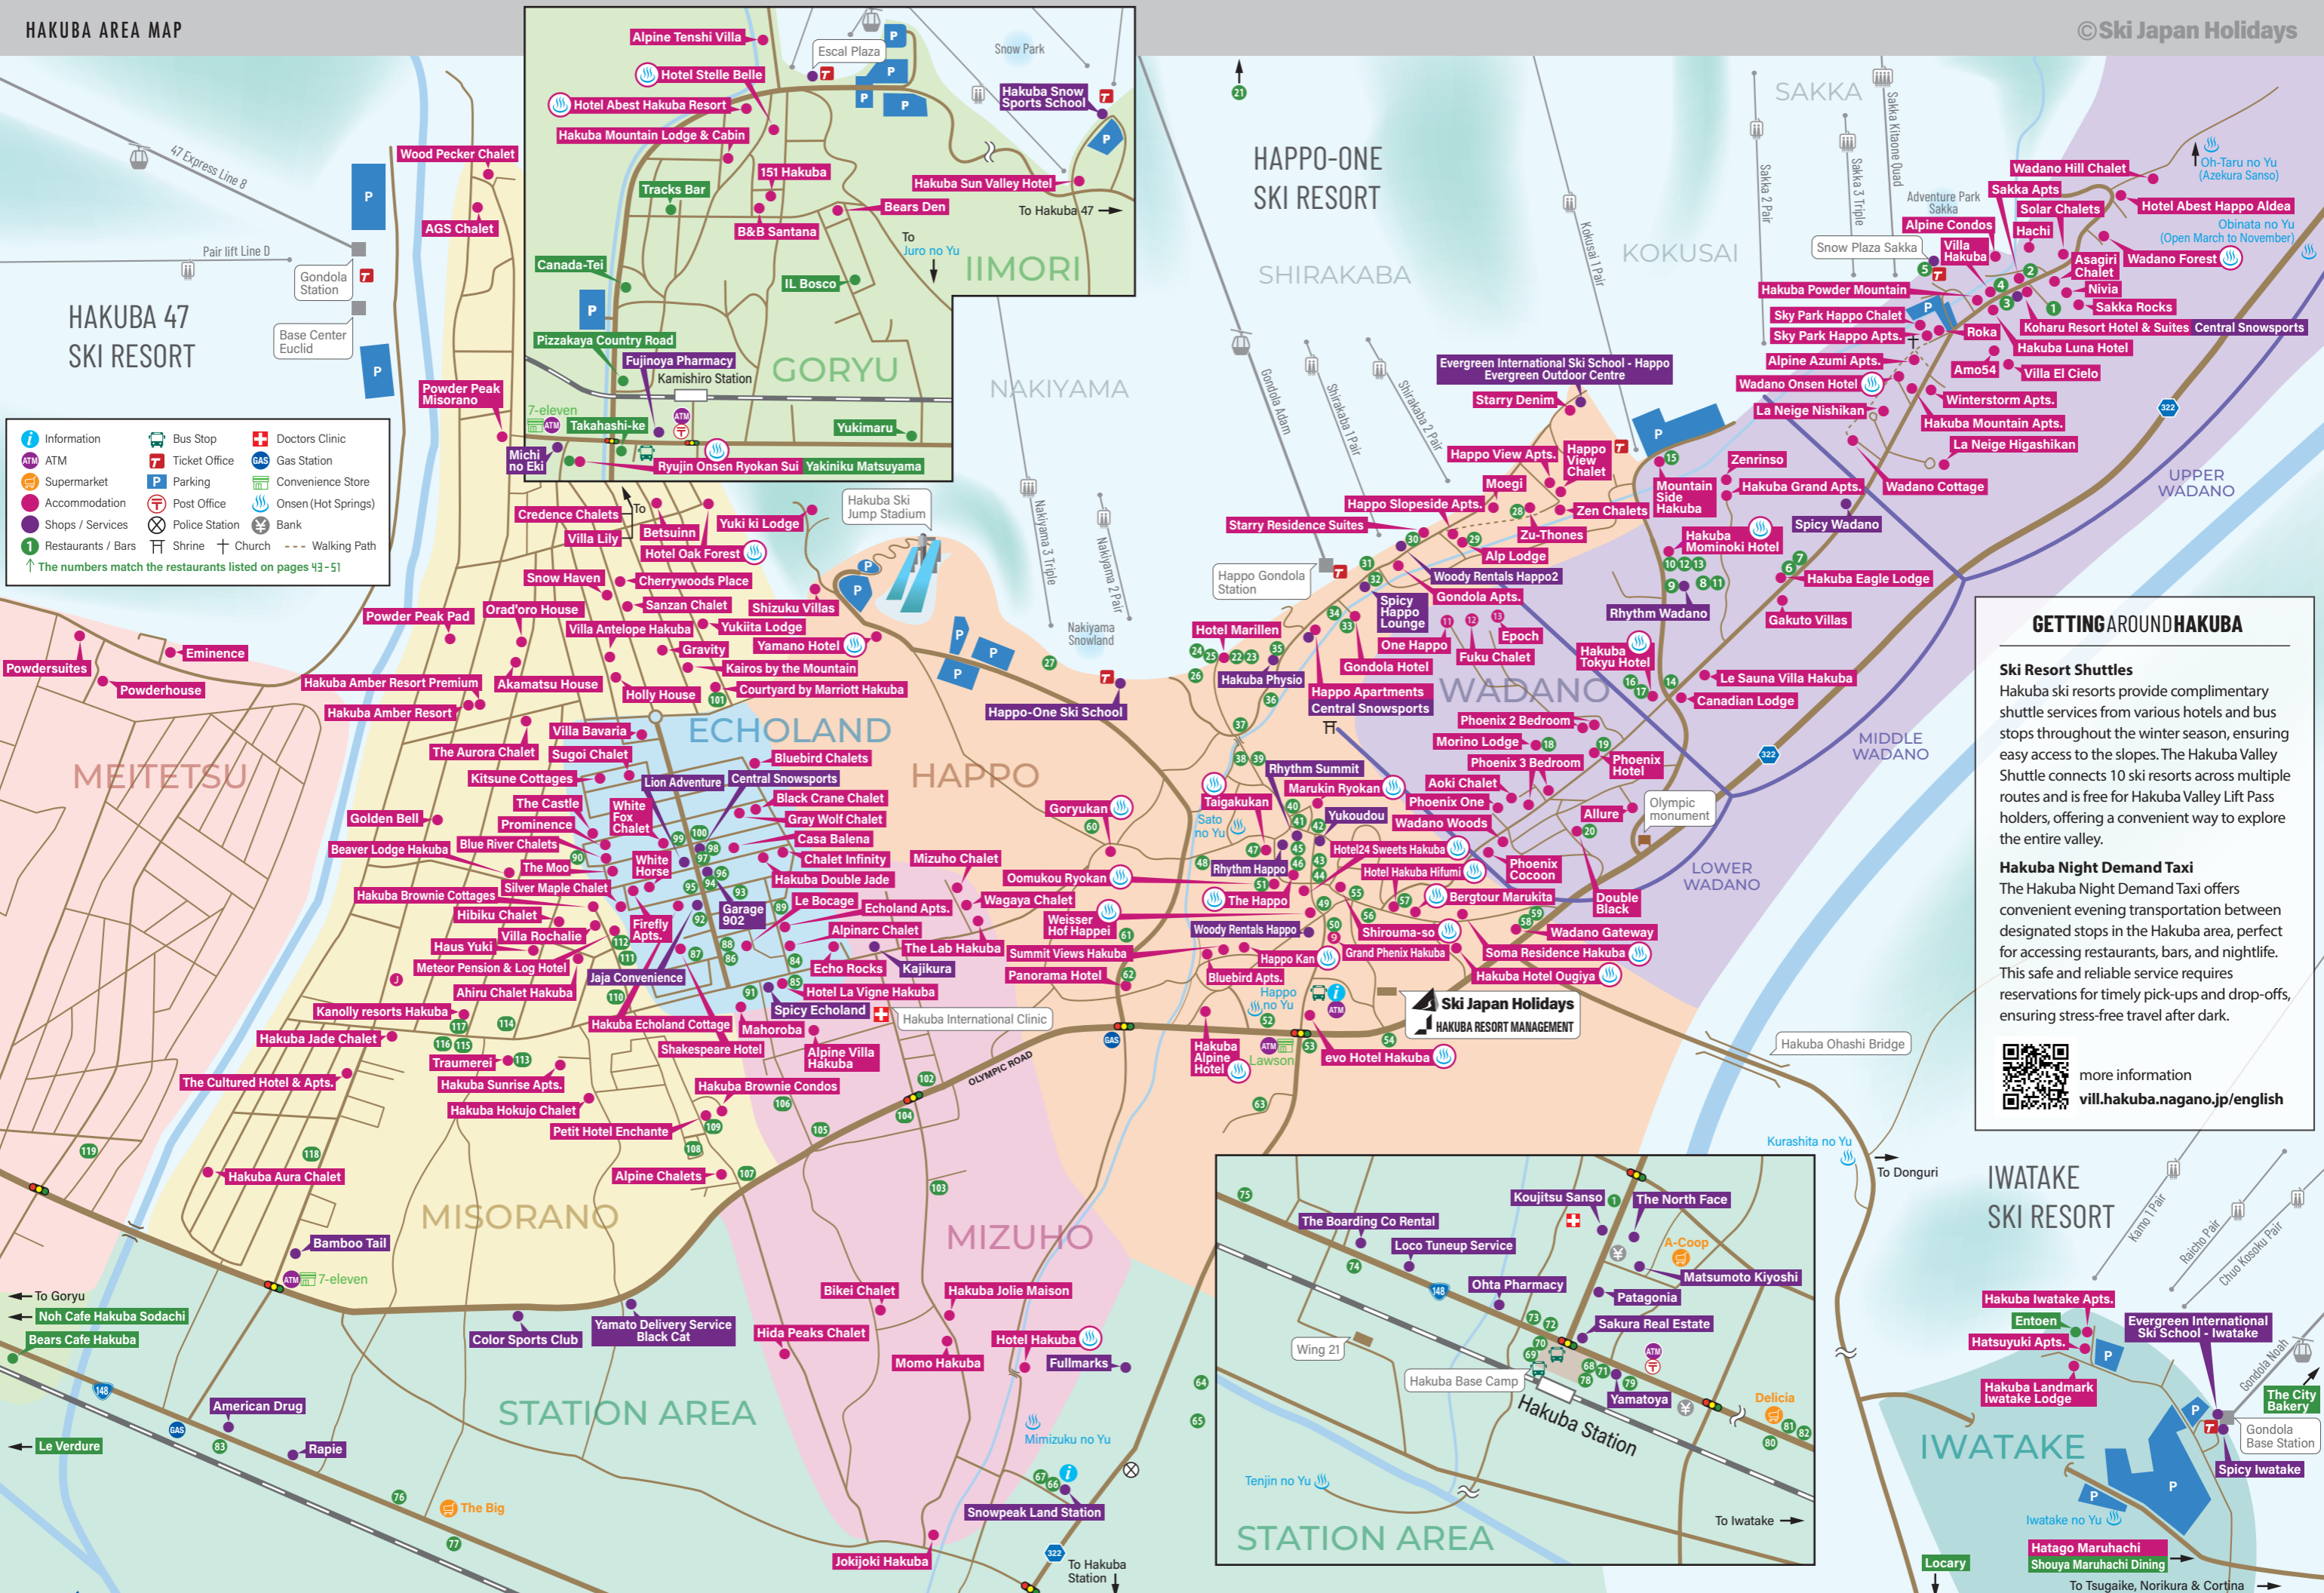 HAKUBA AREA MAP
©Ski Japan Holidays
Alpine Tenshi Villa
Escal Plaza
Snow Park
Hotel Stelle Belle
Hotel Abest Hakuba Resort
Hakuba Snow
Sports School
Hakuba Mountain Lodge & Cabin
151 Hakuba
Tracks Bar
Hakuba Sun Valley Hotel
Bears Den
To Hakuba 47
B&B Santana
To
Juro no Yu
IIMORI
Canada-Tei
IL Bosco
Pizzakaya Country Road
Fujinoya Pharmacy
Kamishiro Station
GORYU
7-eleven
ATM
Takahashi-ke
Yukimaru
Michi
no Eki
Ryujin Onsen Ryokan Sui
Yakiniku Matsuyama
47 Express Line 8
Pair lift Line D
Gondola
Station
Base Center
Euclid
HAKUBA 47
SKI RESORT
Wood Pecker Chalet
AGS Chalet
Powder Peak
Misorano
Information
Bus Stop
Doctors Clinic
ATM
Ticket Office
Gas Station
Supermarket
Parking
Convenience Store
Accommodation
Post Office
Onsen (Hot Springs)
Shops / Services
Police Station
Bank
Restaurants / Bars
Shrine
Church
Walking Path
The numbers match the restaurants listed on pages 43-51
HAPPO-ONE
SKI RESORT
SHIRAKABA
KOKUSAI
SAKKA
NAKIYAMA
Gondola Adam
Shirakaba 1 Pair
Shirakaba 2 Pair
Kokusai 1 Pair
Sakka 2 Pair
Sakka 3 Triple
Sakka Kitaone Quad
Nakiyama 3 Triple
Nakiyama 2 Pair
Nakiyama
Snowland
Oh-Taru no Yu
(Azekura Sanso)
Wadano Hill Chalet
Sakka Apts
Hotel Abest Happo Aldea
Adventure Park
Sakka
Solar Chalets
Alpine Condos
Hachi
Obinata no Yu
(Open March to November)
Snow Plaza Sakka
Villa
Hakuba
Asagiri
Chalet
Wadano Forest
Hakuba Powder Mountain
Nivia
Sakka Rocks
Sky Park Happo Chalet
Sky Park Happo Apts.
Roka
Koharu Resort Hotel & Suites
Central Snowsports
Hakuba Luna Hotel
Alpine Azumi Apts.
Amo54
Villa El Cielo
Wadano Onsen Hotel
Winterstorm Apts.
La Neige Nishikan
Hakuba Mountain Apts.
La Neige Higashikan
Wadano Cottage
UPPER
WADANO
Evergreen International Ski School - Happo
Evergreen Outdoor Centre
Starry Denim
Happo View Apts.
Happo
View
Chalet
Moegi
Happo Slopeside Apts.
Zen Chalets
Starry Residence Suites
Zu-Thones
Alp Lodge
Mountain
Side
Hakuba
Zenrinso
Hakuba Grand Apts.
Spicy Wadano
Hakuba
Mominoki Hotel
Hakuba Eagle Lodge
Rhythm Wadano
Gakuto Villas
Happo Gondola
Station
Woody Rentals Happo2
Gondola Apts.
Spicy
Happo
Lounge
One Happo
Epoch
Fuku Chalet
Hotel Marillen
Gondola Hotel
Hakuba Physio
Happo Apartments
Central Snowsports
Hakuba
Tokyu Hotel
Le Sauna Villa Hakuba
Canadian Lodge
WADANO
Phoenix 2 Bedroom
Morino Lodge
Phoenix 3 Bedroom
Phoenix
Hotel
MIDDLE
WADANO
Aoki Chalet
Phoenix One
Allure
Olympic
monument
Wadano Woods
Phoenix
Cocoon
Double
Black
LOWER
WADANO
Credence Chalets
To
Betsuinn
Villa Lily
Hotel Oak Forest
Yuki ki Lodge
Hakuba Ski
Jump Stadium
Snow Haven
Cherrywoods Place
Powder Peak Pad
Orad'oro House
Sanzan Chalet
Shizuku Villas
Villa Antelope Hakuba
Yukiita Lodge
Yamano Hotel
Gravity
Kairos by the Mountain
Hakuba Amber Resort Premium
Akamatsu House
Holly House
Courtyard by Marriott Hakuba
Hakuba Amber Resort
Happo-One Ski School
Powdersuites
Eminence
Powderhouse
MEITETSU
ECHOLAND
HAPPO
Villa Bavaria
The Aurora Chalet
Sugoi Chalet
Bluebird Chalets
Kitsune Cottages
Lion Adventure
Central Snowsports
The Castle
White
Fox
Chalet
Black Crane Chalet
Golden Bell
Prominence
Gray Wolf Chalet
Blue River Chalets
Casa Balena
Beaver Lodge Hakuba
The Moo
White
Horse
Chalet Infinity
Silver Maple Chalet
Hakuba Double Jade
Hakuba Brownie Cottages
Le Bocage
Hibiku Chalet
Garage
902
Echoland Apts.
Firefly
Apts.
Villa Rochalie
Alpinarc Chalet
Haus Yuki
The Lab Hakuba
Meteor Pension & Log Hotel
Echo Rocks
Kajikura
Jaja Convenience
Ahiru Chalet Hakuba
Hotel La Vigne Hakuba
Spicy Echoland
Kanolly resorts Hakuba
Hakuba International Clinic
Hakuba Echoland Cottage
Mahoroba
Hakuba Jade Chalet
Shakespeare Hotel
Alpine Villa
Hakuba
Traumerei
The Cultured Hotel & Apts.
Hakuba Sunrise Apts.
Hakuba Brownie Condos
Hakuba Hokujo Chalet
Petit Hotel Enchante
Alpine Chalets
Hakuba Aura Chalet
OLYMPIC ROAD
Goryukan
Mizuho Chalet
Oomukou Ryokan
Wagaya Chalet
Weisser
Hof Happei
Summit Views Hakuba
Panorama Hotel
Taigakukan
Sato
no Yu
Rhythm Summit
Marukin Ryokan
Yukoudou
Hotel24 Sweets Hakuba
Rhythm Happo
Hotel Hakuba Hifumi
The Happo
Bergtour Marukita
Woody Rentals Happo
Shirouma-so
Wadano Gateway
Happo Kan
Grand Phenix Hakuba
Soma Residence Hakuba
Bluebird Apts.
Hakuba Hotel Ougiya
Happo
no Yu
Ski Japan Holidays
HAKUBA RESORT MANAGEMENT
Hakuba
Alpine
Hotel
Lawson
evo Hotel Hakuba
Hakuba Ohashi Bridge
GETTINGAROUNDHAKUBA
Ski Resort Shuttles
Hakuba ski resorts provide complimentary
shuttle services from various hotels and bus
stops throughout the winter season, ensuring
easy access to the slopes. The Hakuba Valley
Shuttle connects 10 ski resorts across multiple
routes and is free for Hakuba Valley Lift Pass
holders, offering a convenient way to explore
the entire valley.
Hakuba Night Demand Taxi
The Hakuba Night Demand Taxi offers
convenient evening transportation between
designated stops in the Hakuba area, perfect
for accessing restaurants, bars, and nightlife.
This safe and reliable service requires
reservations for timely pick-ups and drop-offs,
ensuring stress-free travel after dark.
more information
vill.hakuba.nagano.jp/english
MISORANO
MIZUHO
Bamboo Tail
7-eleven
To Goryu
Noh Cafe Hakuba Sodachi
Bears Cafe Hakuba
Color Sports Club
Yamato Delivery Service
Black Cat
Bikei Chalet
Hakuba Jolie Maison
Hida Peaks Chalet
Hotel Hakuba
Momo Hakuba
Fullmarks
American Drug
STATION AREA
Le Verdure
Rapie
Mimizuku no Yu
The Big
Snowpeak Land Station
Jokijoki Hakuba
To Hakuba
Station
Koujitsu Sanso
The North Face
The Boarding Co Rental
Loco Tuneup Service
A-Coop
Ohta Pharmacy
Matsumoto Kiyoshi
Patagonia
Sakura Real Estate
Wing 21
Hakuba Base Camp
Yamatoya
Delicia
Hakuba Station
Tenjin no Yu
To Iwatake
STATION AREA
Kurashita no Yu
To Donguri
IWATAKE
SKI RESORT
Kamo 1 Pair
Raicho Pair
Chuo Kosoku Pair
Hakuba Iwatake Apts.
Entoen
Evergreen International
Ski School - Iwatake
Hatsuyuki Apts.
Gondola Noah
Hakuba Landmark
Iwatake Lodge
The City
Bakery
IWATAKE
Gondola
Base Station
Spicy Iwatake
Iwatake no Yu
Hatago Maruhachi
Shouya Maruhachi Dining
Locary
To Tsugaike, Norikura & Cortina